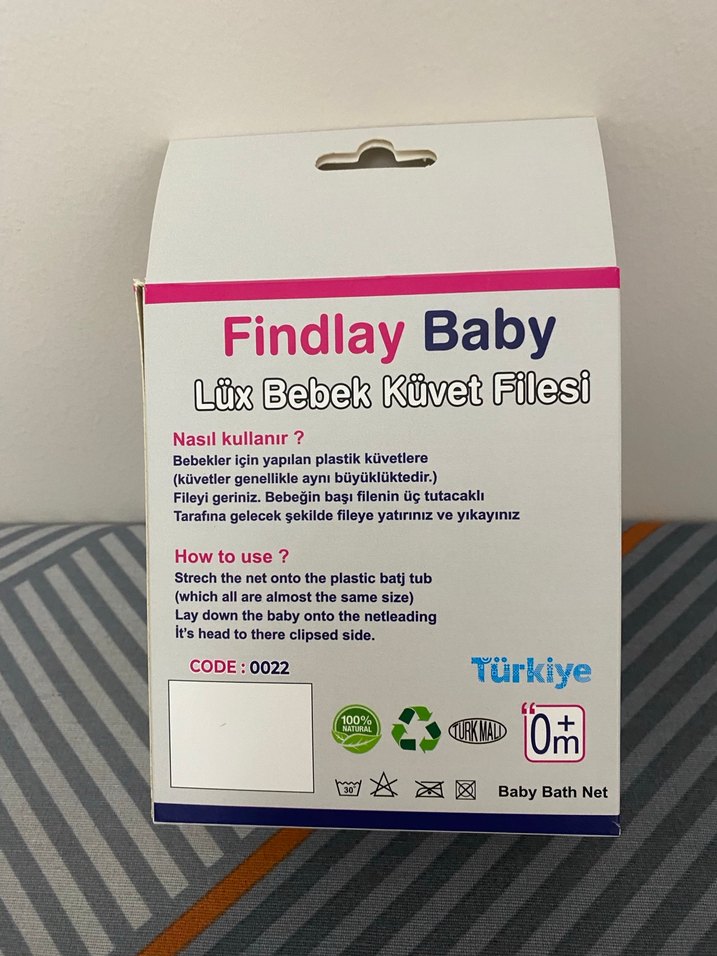 Findlay Baby
Lüx Bebek Küvet Filesi
Nasıl kullanır ?
Bebekler için yapılan plastik küvetlere
(küvetler genellikle aynı büyüklüktedir.)
Fileyi geriniz. Bebeğin başı filenin üç tutacaklı
Tarafına gelecek şekilde fileye yatırınız ve yıkayınız
How to use ?
Strech the net onto the plastic batj tub
(which all are almost the same size)
Lay down the baby onto the netleading
İt's head to there clipsed side.
CODE : 0022
Türkiye
100%
NATURAL
TURK MALI
0+
m
30°
Baby Bath Net